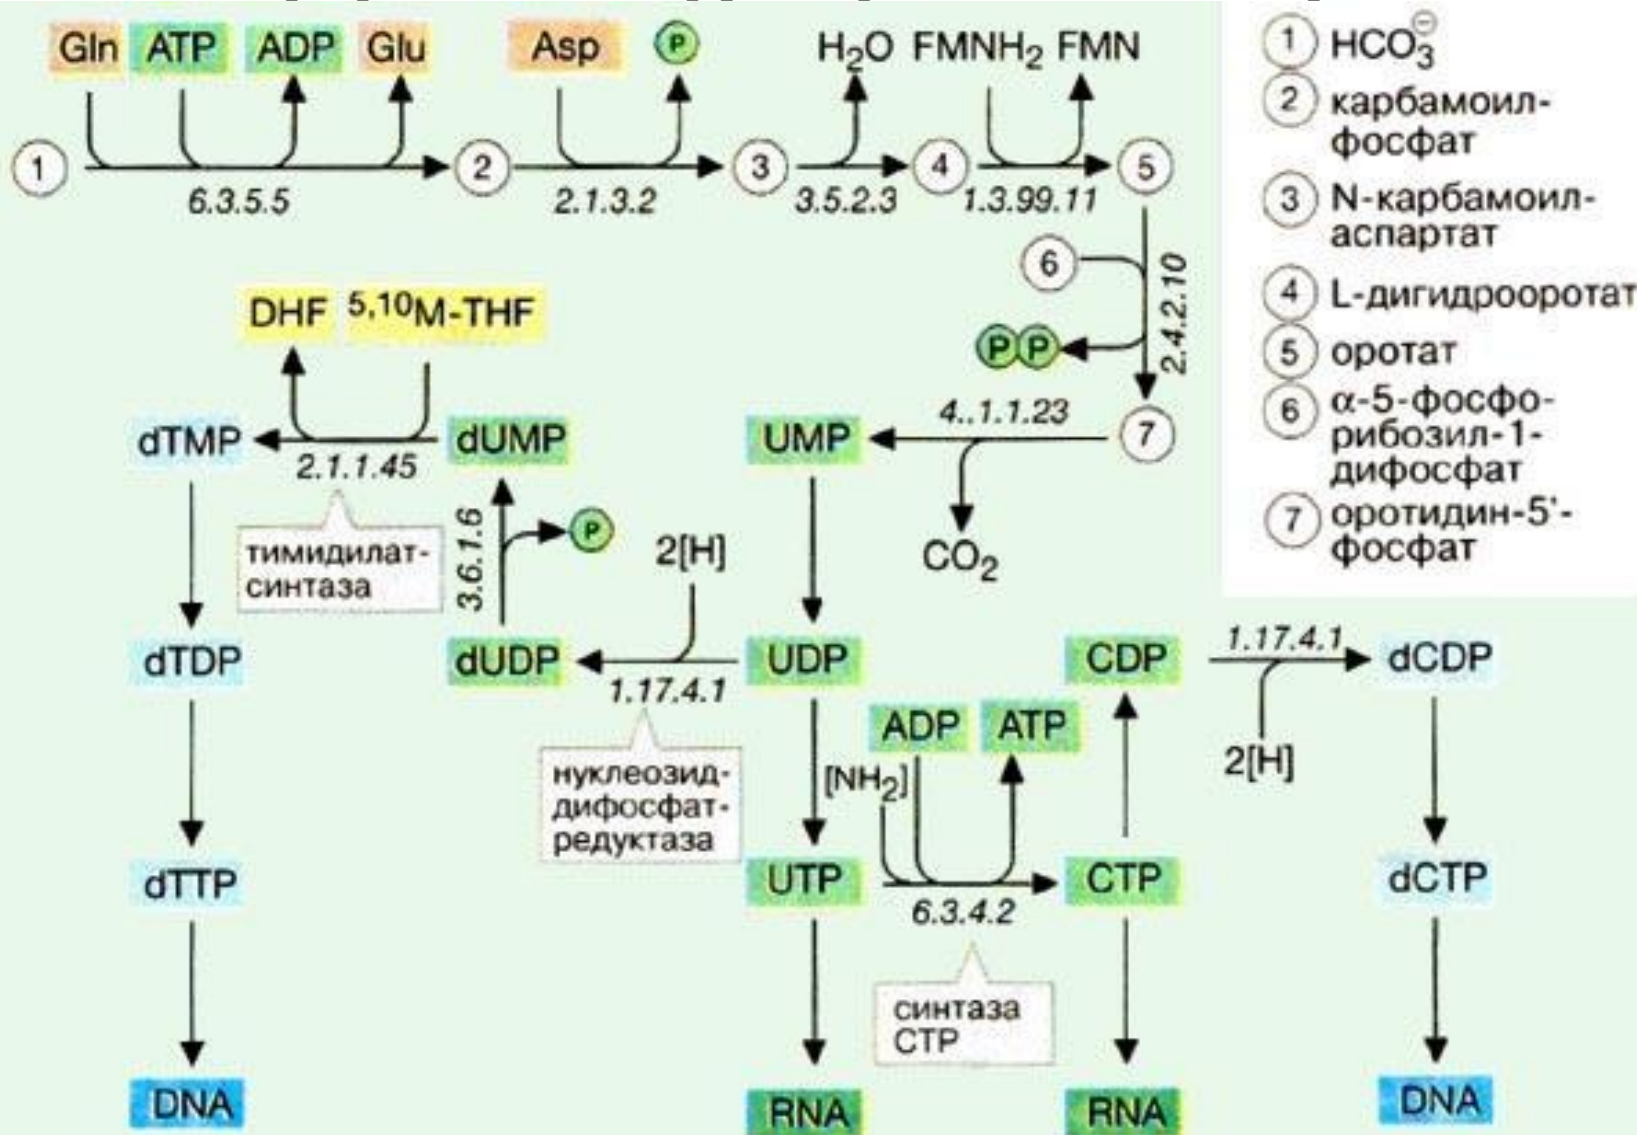 Gln ATP ADP Glu Asp P H₂O FMNH₂ FMN
1 2 3 4 5
6.3.5.5 2.1.3.2 3.5.2.3 1.3.99.11
1 HCO₃⊖
2 карбамоил-
фосфат
3 N-карбамоил-
аспартат
4 L-дигидрооротат
5 оротат
6 α-5-фосфо-
рибозил-1-
дифосфат
7 оротидин-5'-
фосфат
6
2.4.2.10
P P
DHF 5,10M-THF
dTMP dUMP UMP 4..1.1.23 7
2.1.1.45
тимидилат-
синтаза
3.6.1.6
P
2[H]
CO₂
dTDP dUDP UDP CDP 1.17.4.1 dCDP
1.17.4.1
нуклеозид-
дифосфат-
редуктаза
ADP ATP
[NH₂]
2[H]
dTTP UTP CTP dCTP
6.3.4.2
синтаза
CTP
DNA RNA RNA DNA